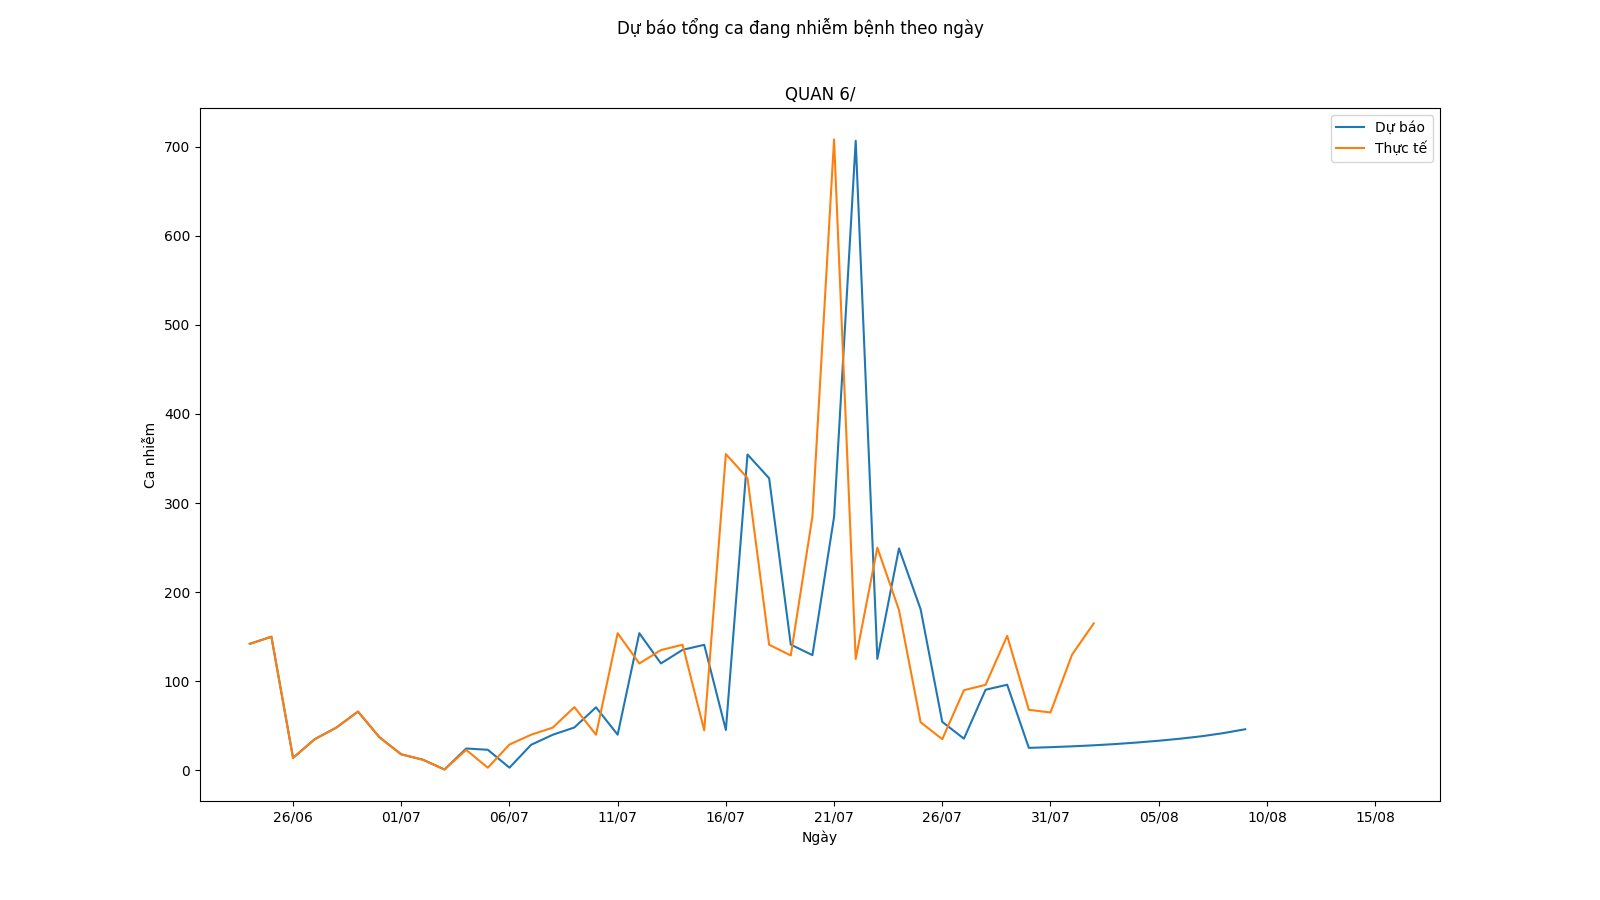 Dự báo tổng ca đang nhiễm bệnh theo ngày
QUAN 6/
Dự báo
Thực tế
700
600
500
400
300
200
100
0
Ca nhiễm
26/06 01/07 06/07 11/07 16/07 21/07 26/07 31/07 05/08 10/08 15/08
Ngày